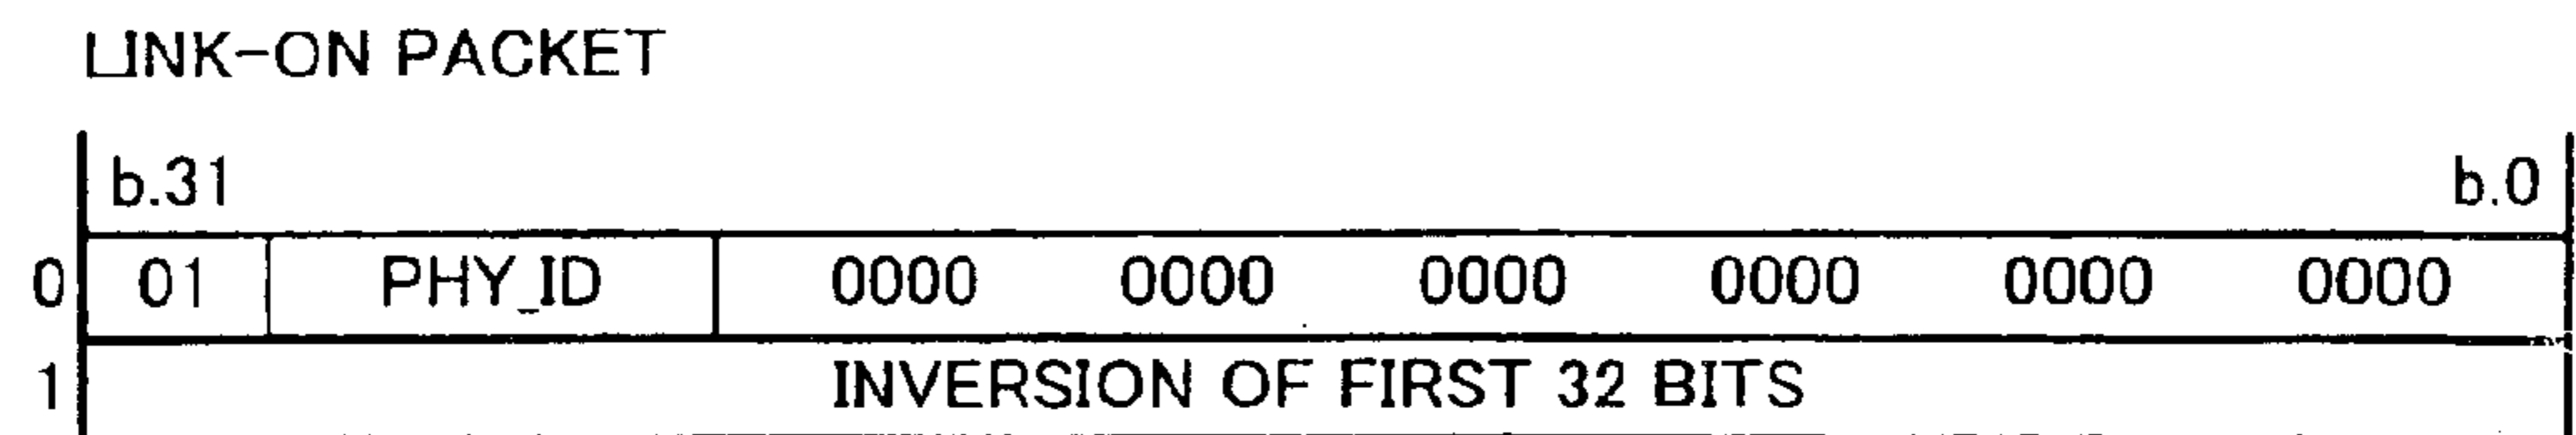 LINK-ON PACKET
b.31 b.0
0 01 PHY_ID 0000 0000 0000 0000 0000 0000
1 INVERSION OF FIRST 32 BITS